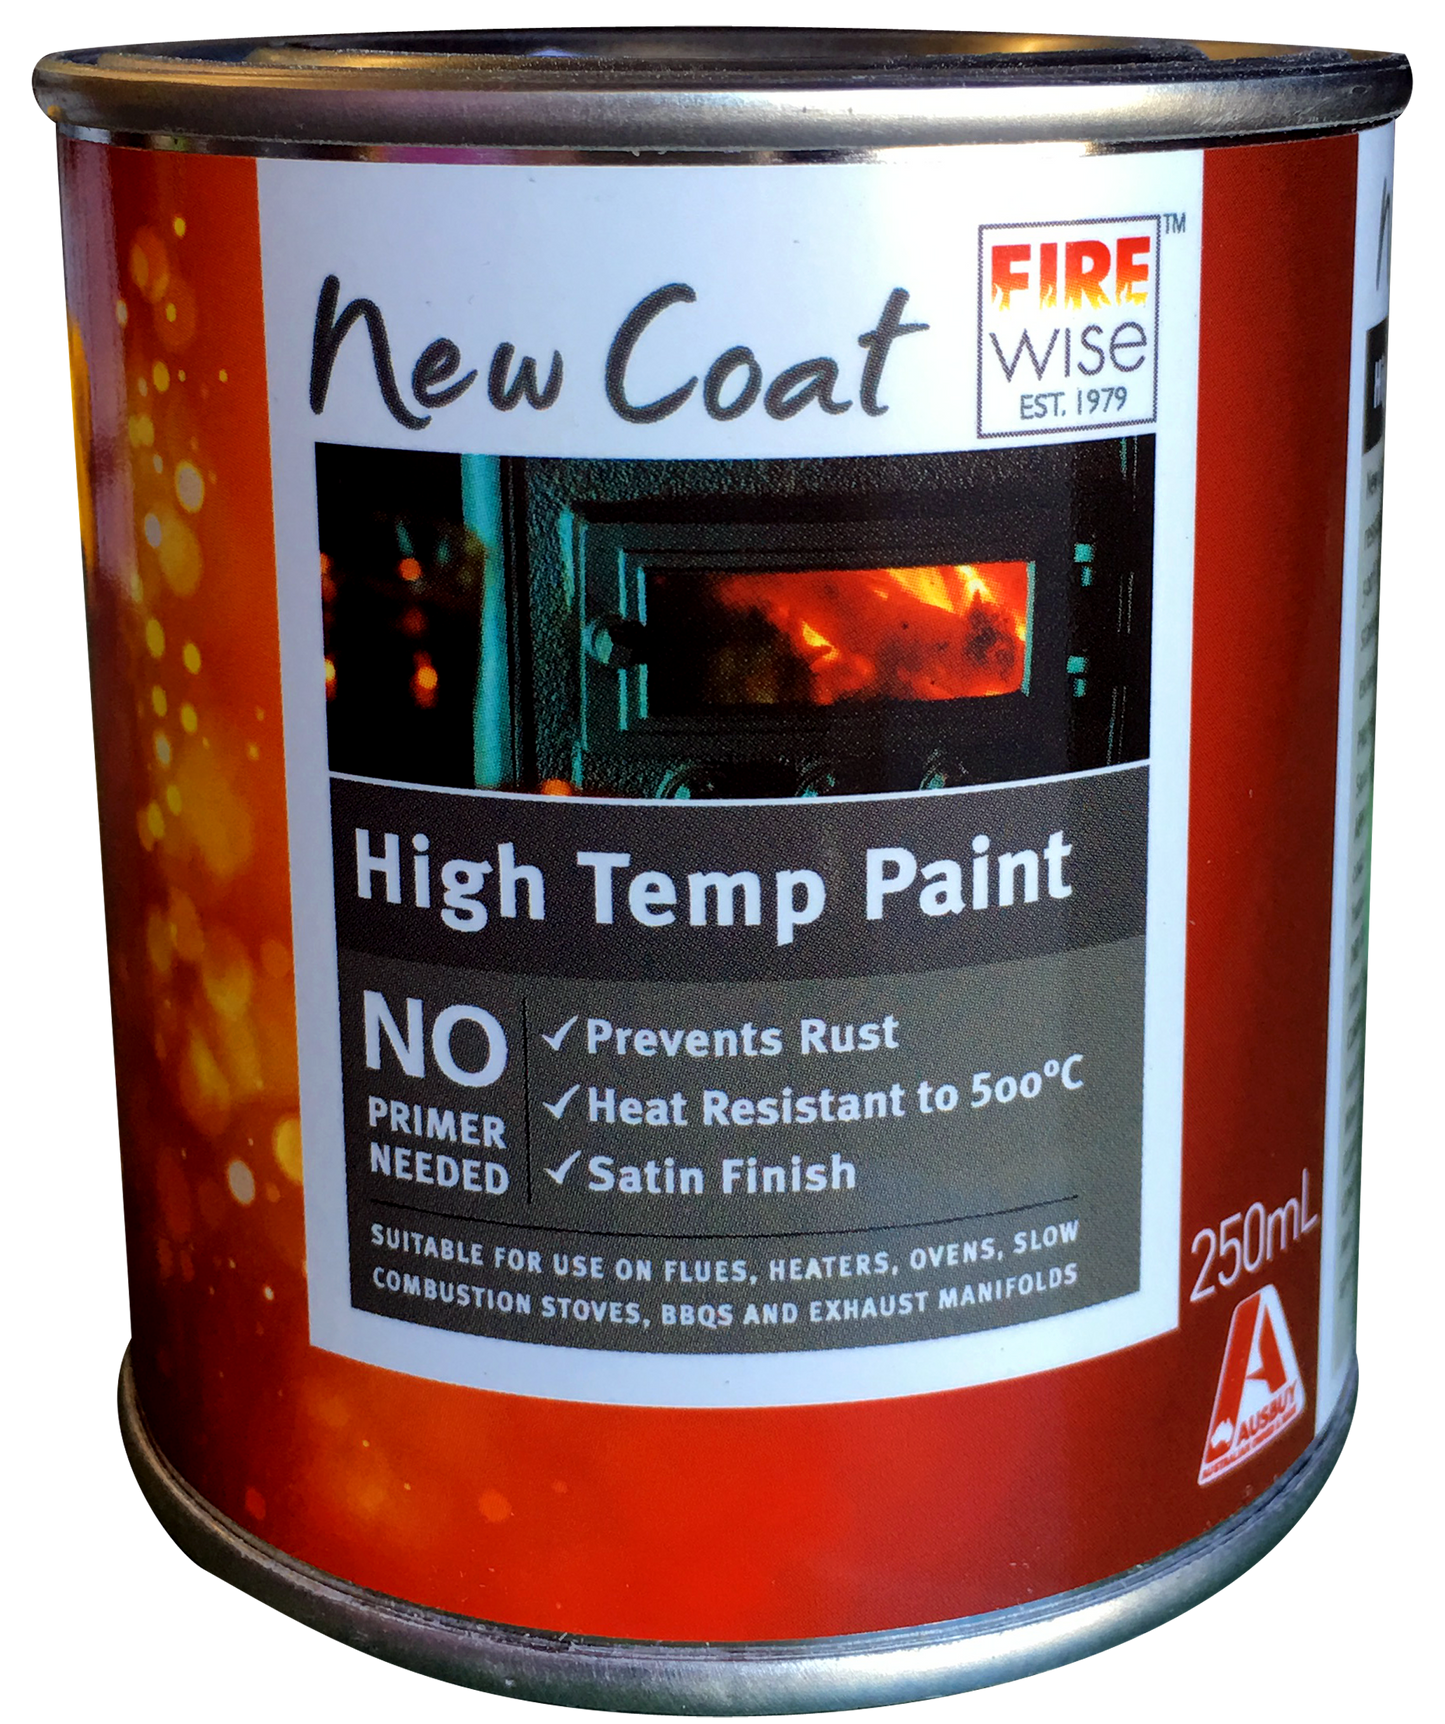 New Coat
FIRE
WISE
EST. 1979
TM
High Temp Paint
NO
PRIMER
NEEDED
✓Prevents Rust
✓Heat Resistant to 500°C
✓Satin Finish
SUITABLE FOR USE ON FLUES, HEATERS, OVENS, SLOW
COMBUSTION STOVES, BBQS AND EXHAUST MANIFOLDS
250mL
A
AUSBUY